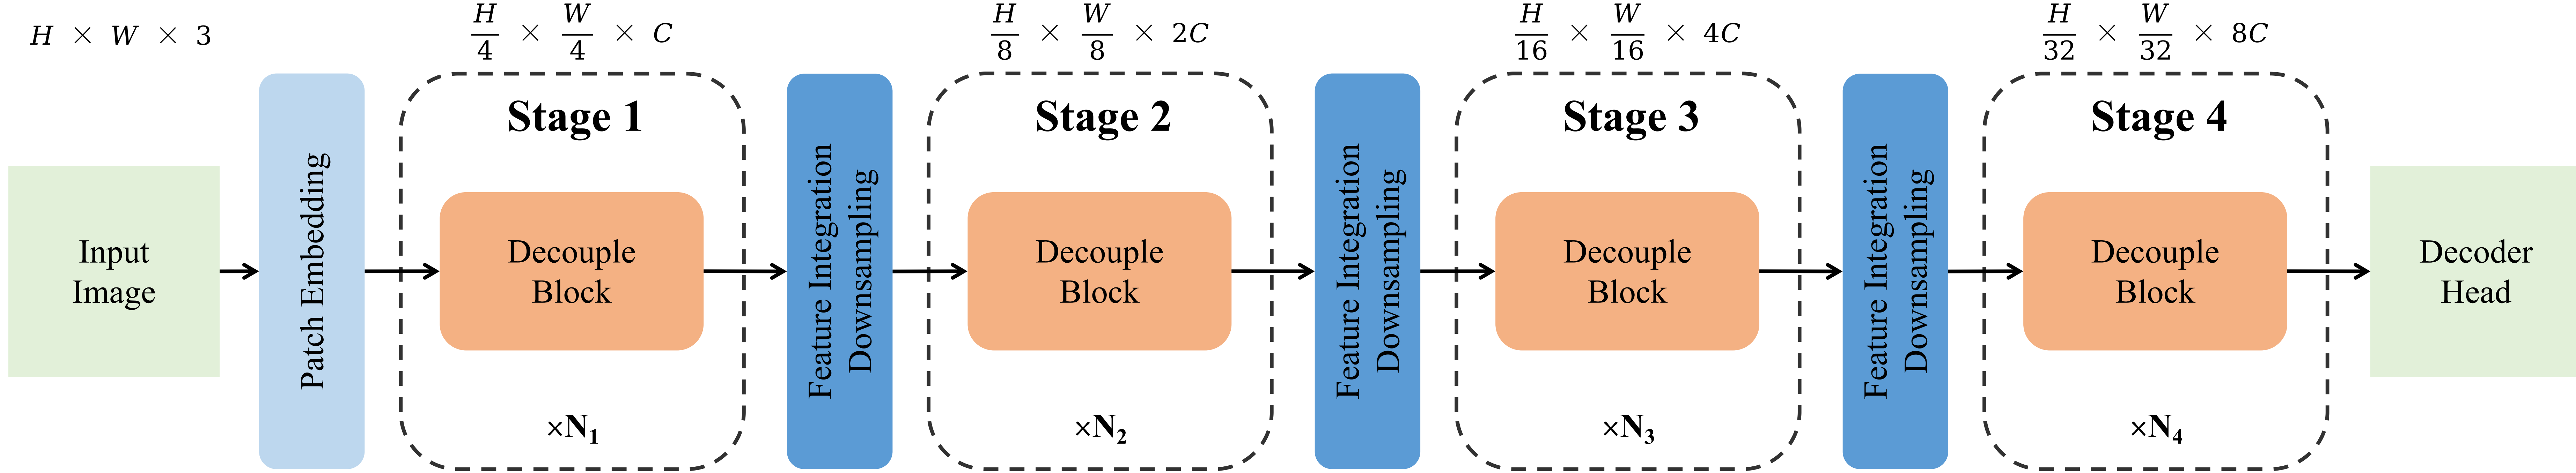 H × W × 3
H/4 × W/4 × C
H/8 × W/8 × 2C
H/16 × W/16 × 4C
H/32 × W/32 × 8C
Input
Image
Patch Embedding
Stage 1
Decouple
Block
×N₁
Feature Integration
Downsampling
Stage 2
Decouple
Block
×N₂
Feature Integration
Downsampling
Stage 3
Decouple
Block
×N₃
Feature Integration
Downsampling
Stage 4
Decouple
Block
×N₄
Decoder
Head